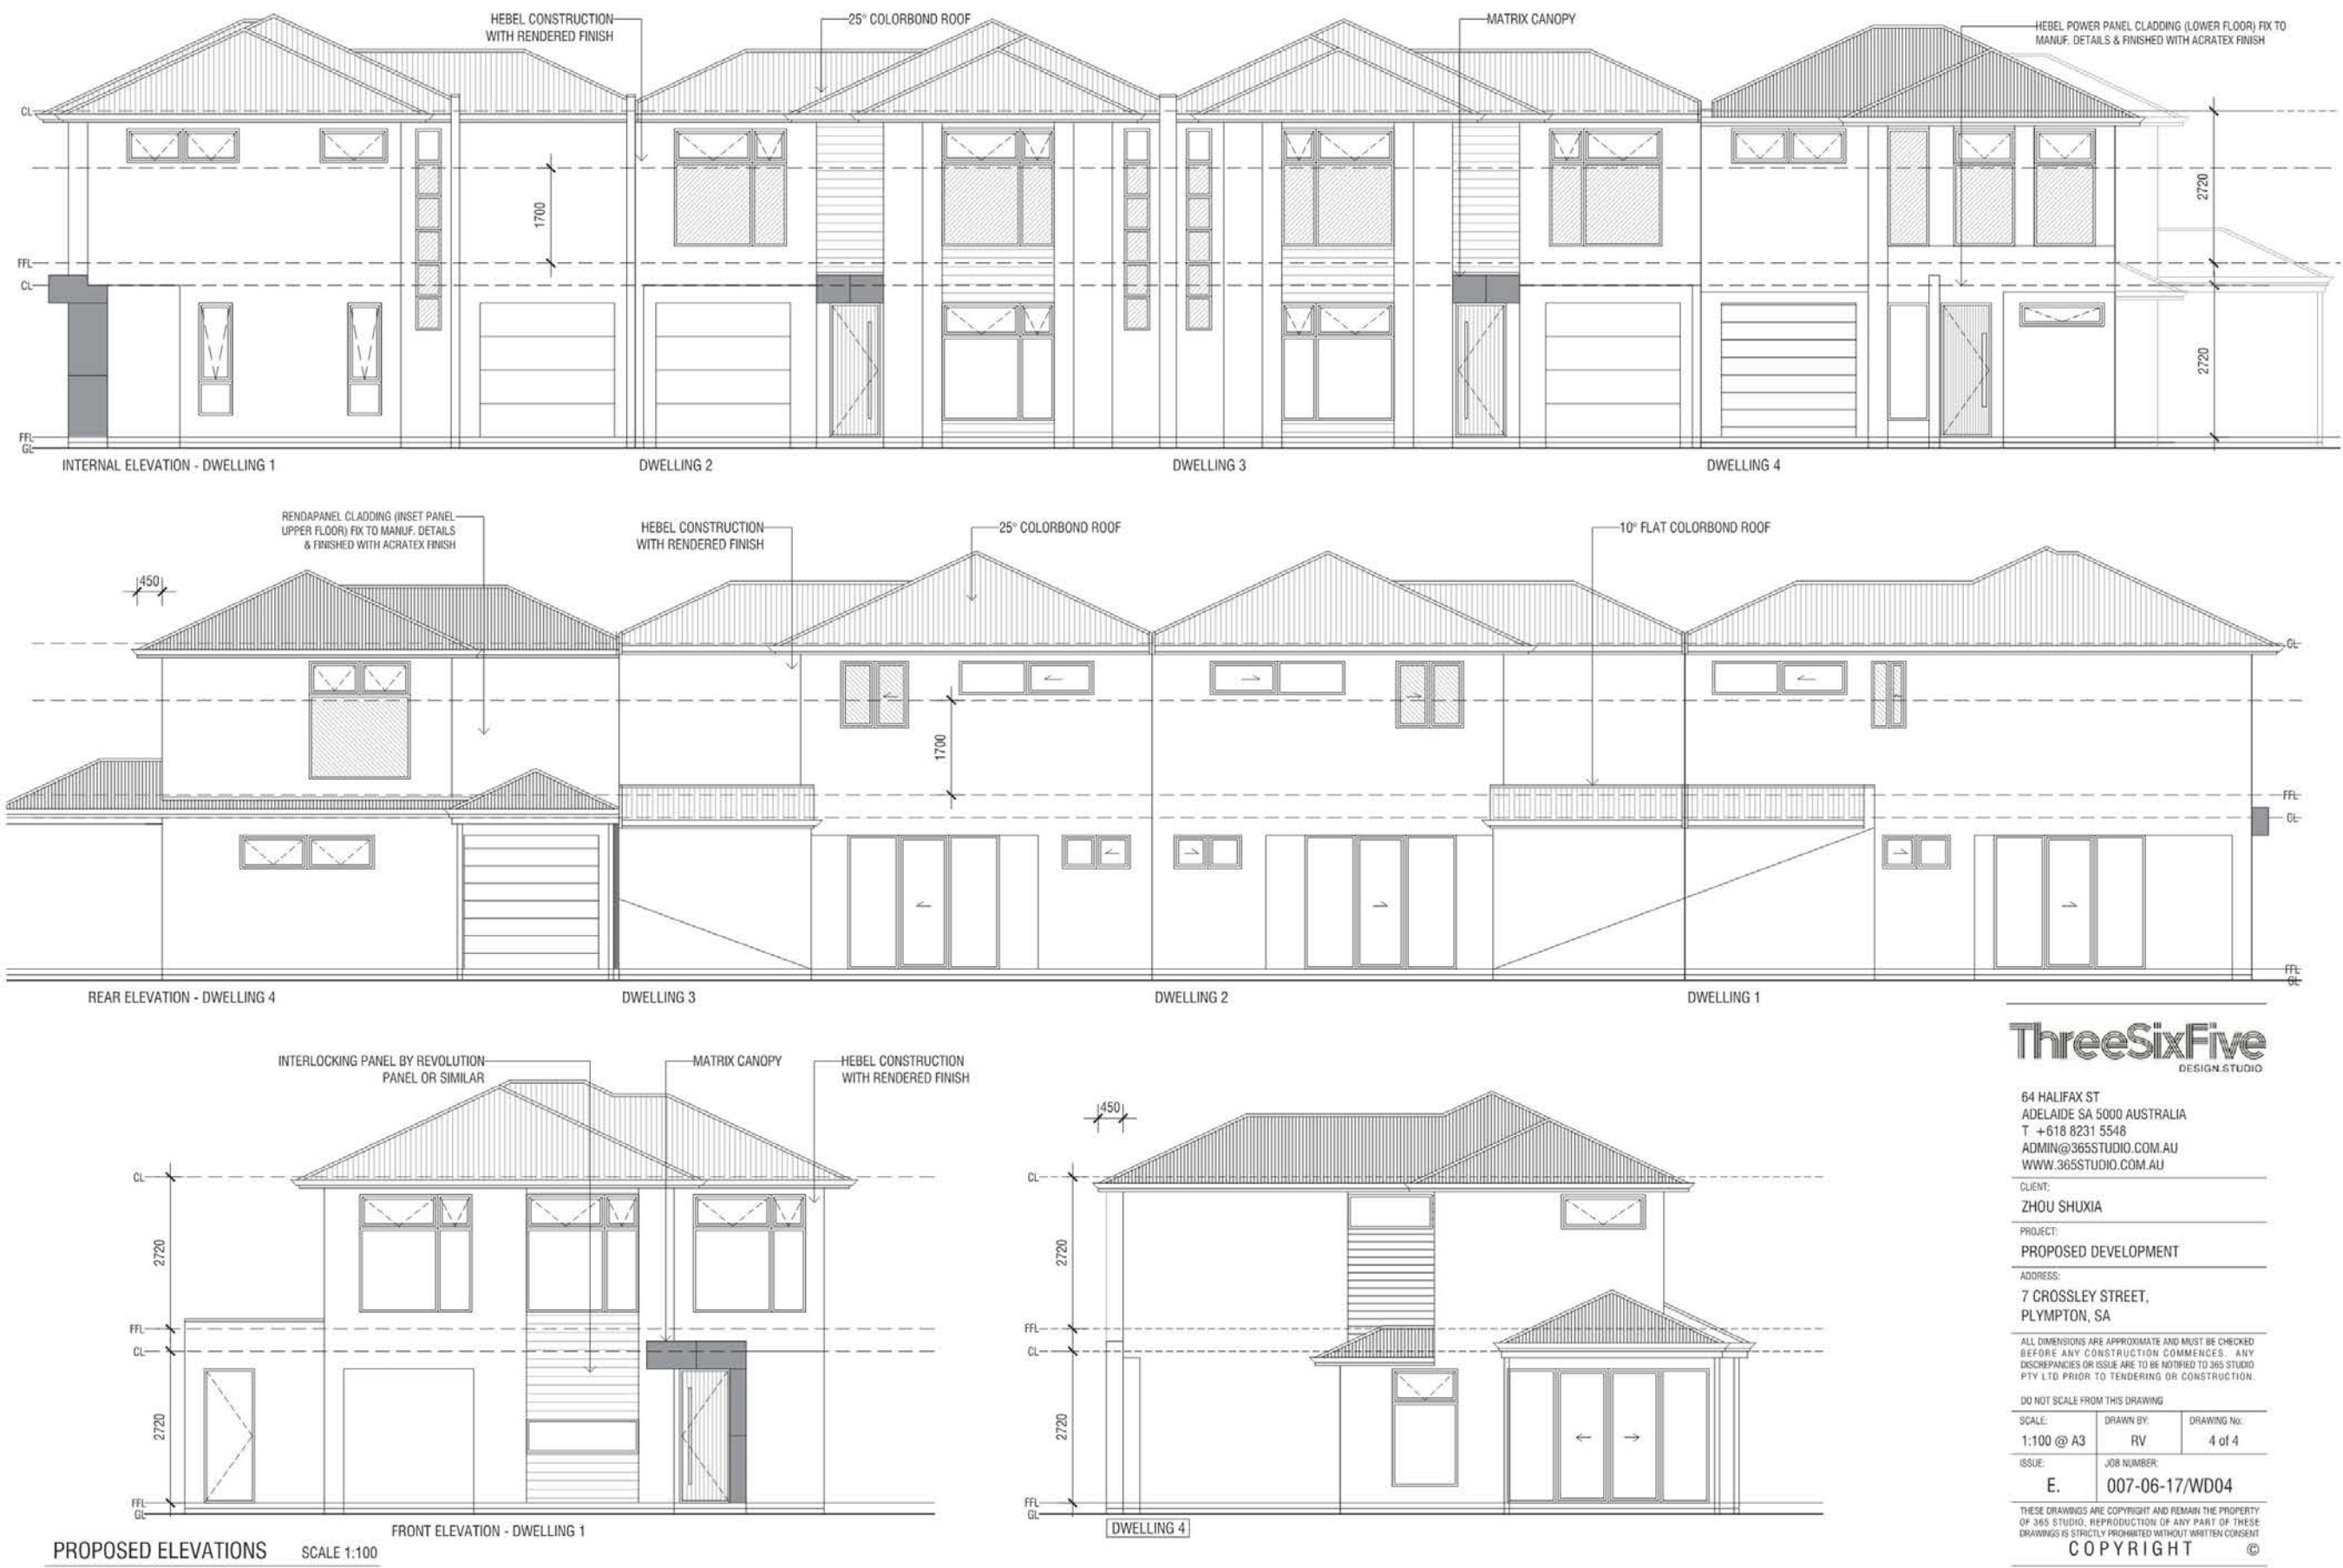 HEBEL CONSTRUCTION
WITH RENDERED FINISH
25° COLORBOND ROOF
MATRIX CANOPY
HEBEL POWER PANEL CLADDING (LOWER FLOOR) FIX TO
MANUF. DETAILS & FINISHED WITH ACRATEX FINISH
CL
1700
2720
FFL
CL
2720
FFL
GL
INTERNAL ELEVATION - DWELLING 1
DWELLING 2
DWELLING 3
DWELLING 4
RENDAPANEL CLADDING (INSET PANEL
UPPER FLOOR) FIX TO MANUF. DETAILS
& FINISHED WITH ACRATEX FINISH
HEBEL CONSTRUCTION
WITH RENDERED FINISH
25° COLORBOND ROOF
10° FLAT COLORBOND ROOF
450
CL
1700
FFL
CL
FFL
GL
REAR ELEVATION - DWELLING 4
DWELLING 3
DWELLING 2
DWELLING 1
INTERLOCKING PANEL BY REVOLUTION
PANEL OR SIMILAR
MATRIX CANOPY
HEBEL CONSTRUCTION
WITH RENDERED FINISH
CL
2720
FFL
CL
2720
FFL
GL
FRONT ELEVATION - DWELLING 1
450
CL
2720
FFL
CL
2720
FFL
GL
DWELLING 4
PROPOSED ELEVATIONS SCALE 1:100
ThreeSixFive
DESIGN.STUDIO
64 HALIFAX ST
ADELAIDE SA 5000 AUSTRALIA
T +618 8231 5548
ADMIN@365STUDIO.COM.AU
WWW.365STUDIO.COM.AU
CLIENT:
ZHOU SHUXIA
PROJECT:
PROPOSED DEVELOPMENT
ADDRESS:
7 CROSSLEY STREET,
PLYMPTON, SA
ALL DIMENSIONS ARE APPROXIMATE AND MUST BE CHECKED
BEFORE ANY CONSTRUCTION COMMENCES. ANY
DISCREPANCIES OR ISSUE ARE TO BE NOTIFIED TO 365 STUDIO
PTY LTD PRIOR TO TENDERING OR CONSTRUCTION.
DO NOT SCALE FROM THIS DRAWING
SCALE: DRAWN BY: DRAWING No:
1:100 @ A3 RV 4 of 4
ISSUE: JOB NUMBER:
E. 007-06-17/WD04
THESE DRAWINGS ARE COPYRIGHT AND REMAIN THE PROPERTY
OF 365 STUDIO, REPRODUCTION OF ANY PART OF THESE
DRAWINGS IS STRICTLY PROHIBITED WITHOUT WRITTEN CONSENT
COPYRIGHT ©